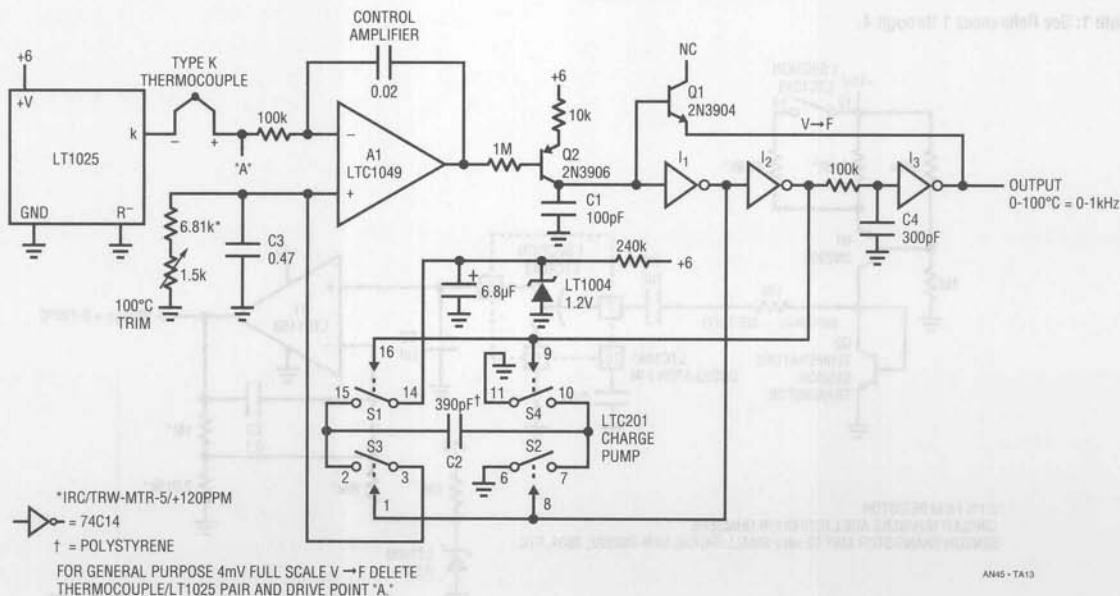 CONTROL
AMPLIFIER
+6
+V
TYPE K
THERMOCOUPLE
0.02
NC
Q1
2N3904
+6
10k
k
–
+
100k
"A"
LT1025
GND
R–
–
A1
LTC1049
+
1M
Q2
2N3906
V→F
I1
I2
100k
I3
OUTPUT
0-100°C = 0-1kHz
C1
100pF
C4
300pF
6.81k*
1.5k
100°C
TRIM
C3
0.47
240k
+6
+
6.8µF
LT1004
1.2V
16
9
15
14
S1
390pF†
11
10
S4
C2
LTC201
CHARGE
PUMP
S3
2
3
1
S2
6
7
8
*IRC/TRW-MTR-5/+120PPM
= 74C14
† = POLYSTYRENE
FOR GENERAL PURPOSE 4mV FULL SCALE V→F DELETE
THERMOCOUPLE/LT1025 PAIR AND DRIVE POINT "A."
AN45 • TA13